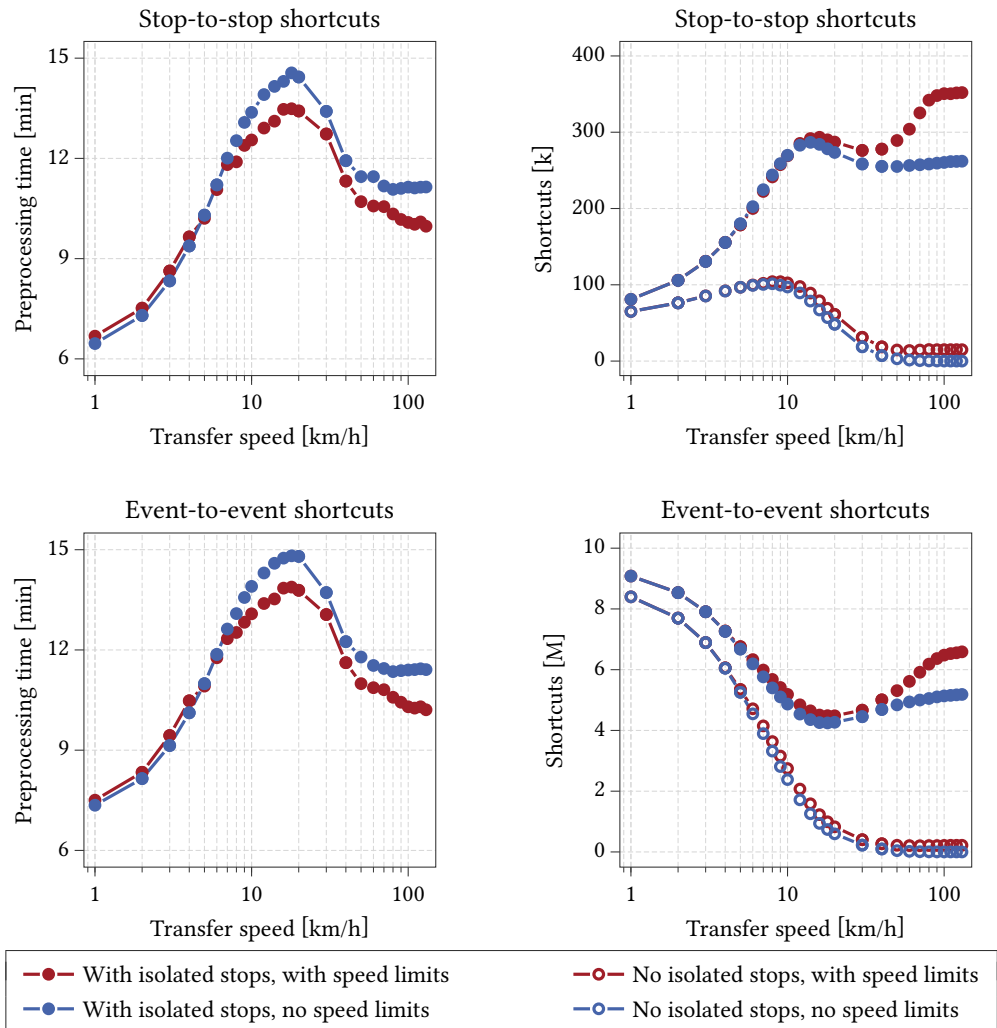 Stop-to-stop shortcuts
Preprocessing time [min]
15
12
9
6
1
10
100
Transfer speed [km/h]
Stop-to-stop shortcuts
Shortcuts [k]
400
300
200
100
0
1
10
100
Transfer speed [km/h]
Event-to-event shortcuts
Preprocessing time [min]
15
12
9
6
1
10
100
Transfer speed [km/h]
Event-to-event shortcuts
Shortcuts [M]
10
8
6
4
2
0
1
10
100
Transfer speed [km/h]
With isolated stops, with speed limits
With isolated stops, no speed limits
No isolated stops, with speed limits
No isolated stops, no speed limits